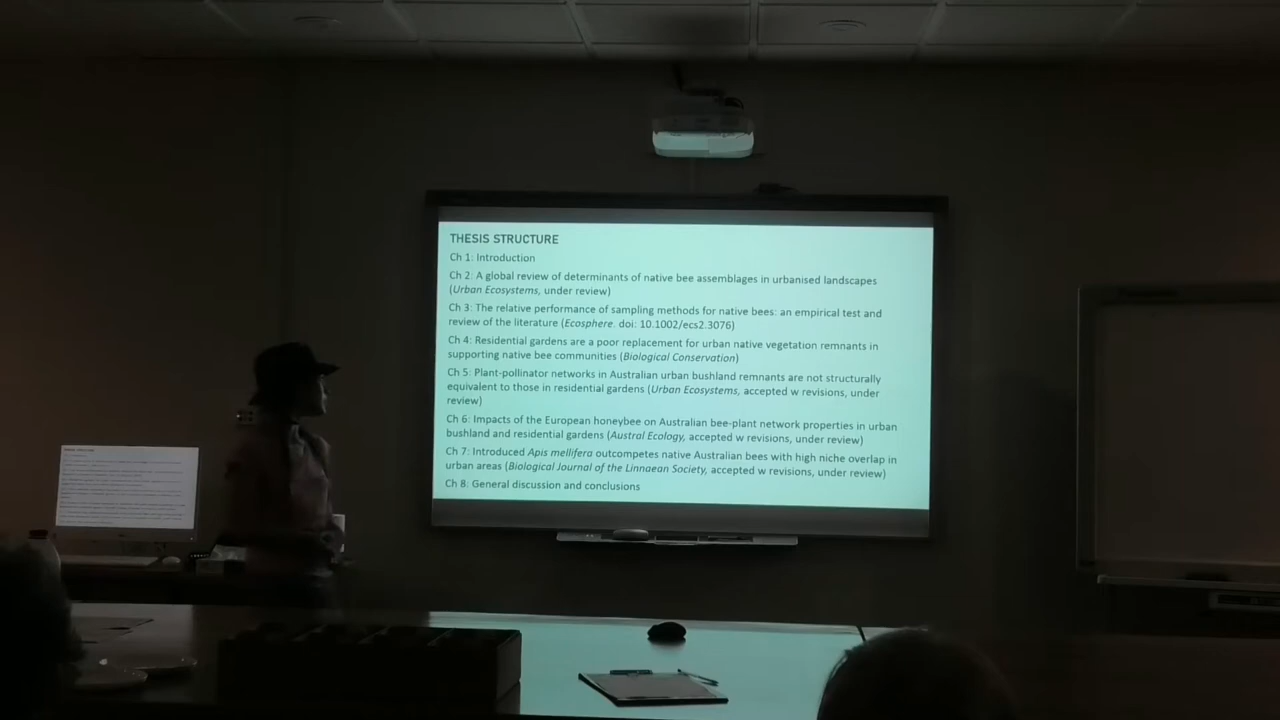 THESIS STRUCTURE
Ch 1: Introduction
Ch 2: A global review of determinants of native bee assemblages in urbanised landscapes
(Urban Ecosystems, under review)
Ch 3: The relative performance of sampling methods for native bees: an empirical test and
review of the literature (Ecosphere. doi: 10.1002/ecs2.3076)
Ch 4: Residential gardens are a poor replacement for urban native vegetation remnants in
supporting native bee communities (Biological Conservation)
Ch 5: Plant-pollinator networks in Australian urban bushland remnants are not structurally
equivalent to those in residential gardens (Urban Ecosystems, accepted w revisions, under
review)
Ch 6: Impacts of the European honeybee on Australian bee-plant network properties in urban
bushland and residential gardens (Austral Ecology, accepted w revisions, under review)
Ch 7: Introduced Apis mellifera outcompetes native Australian bees with high niche overlap in
urban areas (Biological Journal of the Linnaean Society, accepted w revisions, under review)
Ch 8: General discussion and conclusions